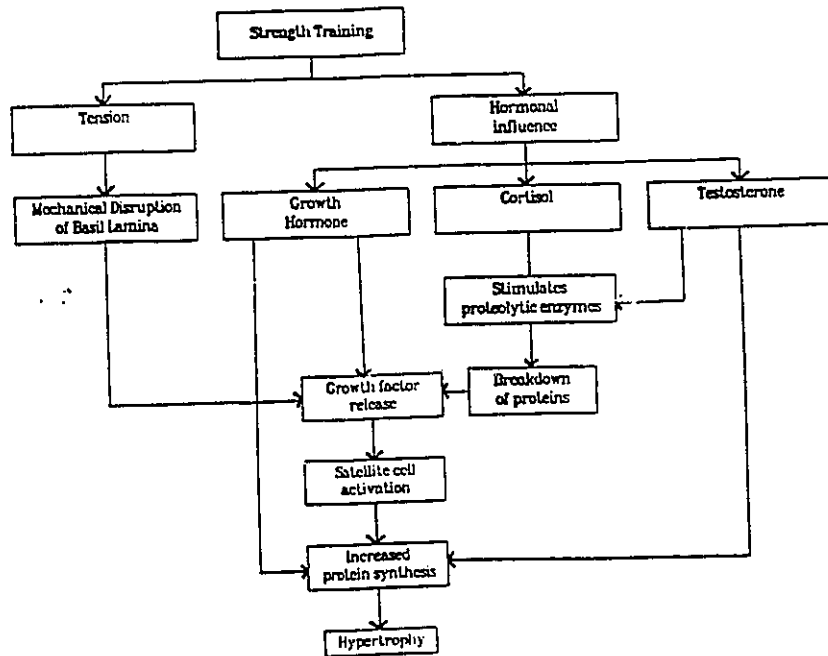 Strength Training
Tension
Hormonal
influence
Mechanical Disruption
of Basil Lamina
Growth
Hormone
Cortisol
Testosterone
Stimulates
proteolytic enzymes
Growth factor
release
Breakdown
of proteins
Satellite cell
activation
Increased
protein synthesis
Hypertrophy